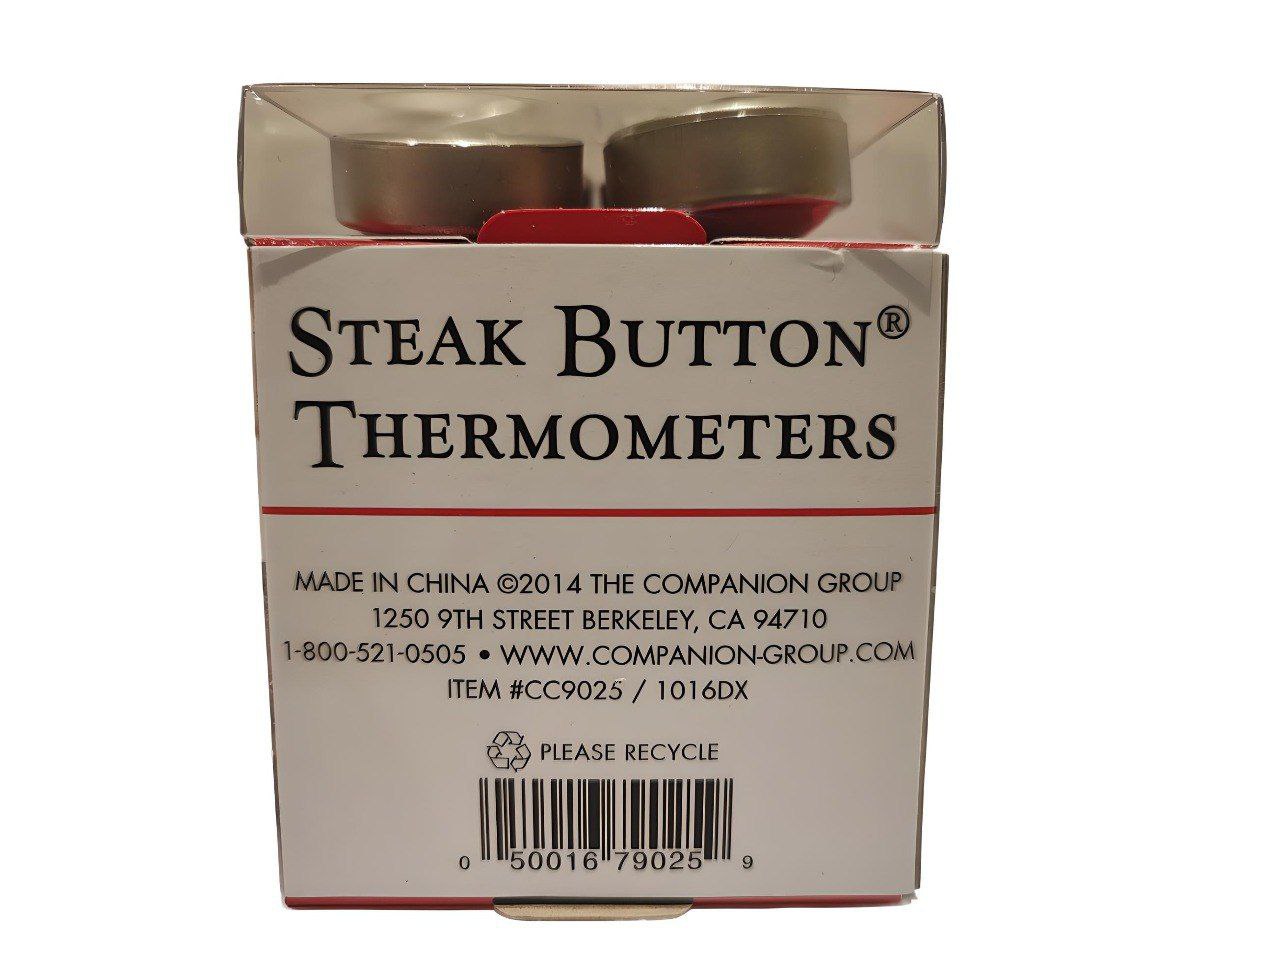 STEAK BUTTON®
THERMOMETERS
MADE IN CHINA ©2014 THE COMPANION GROUP
1250 9TH STREET BERKELEY, CA 94710
1-800-521-0505 • WWW.COMPANION-GROUP.COM
ITEM #CC9025 / 1016DX
PLEASE RECYCLE
0 50016 79025 9